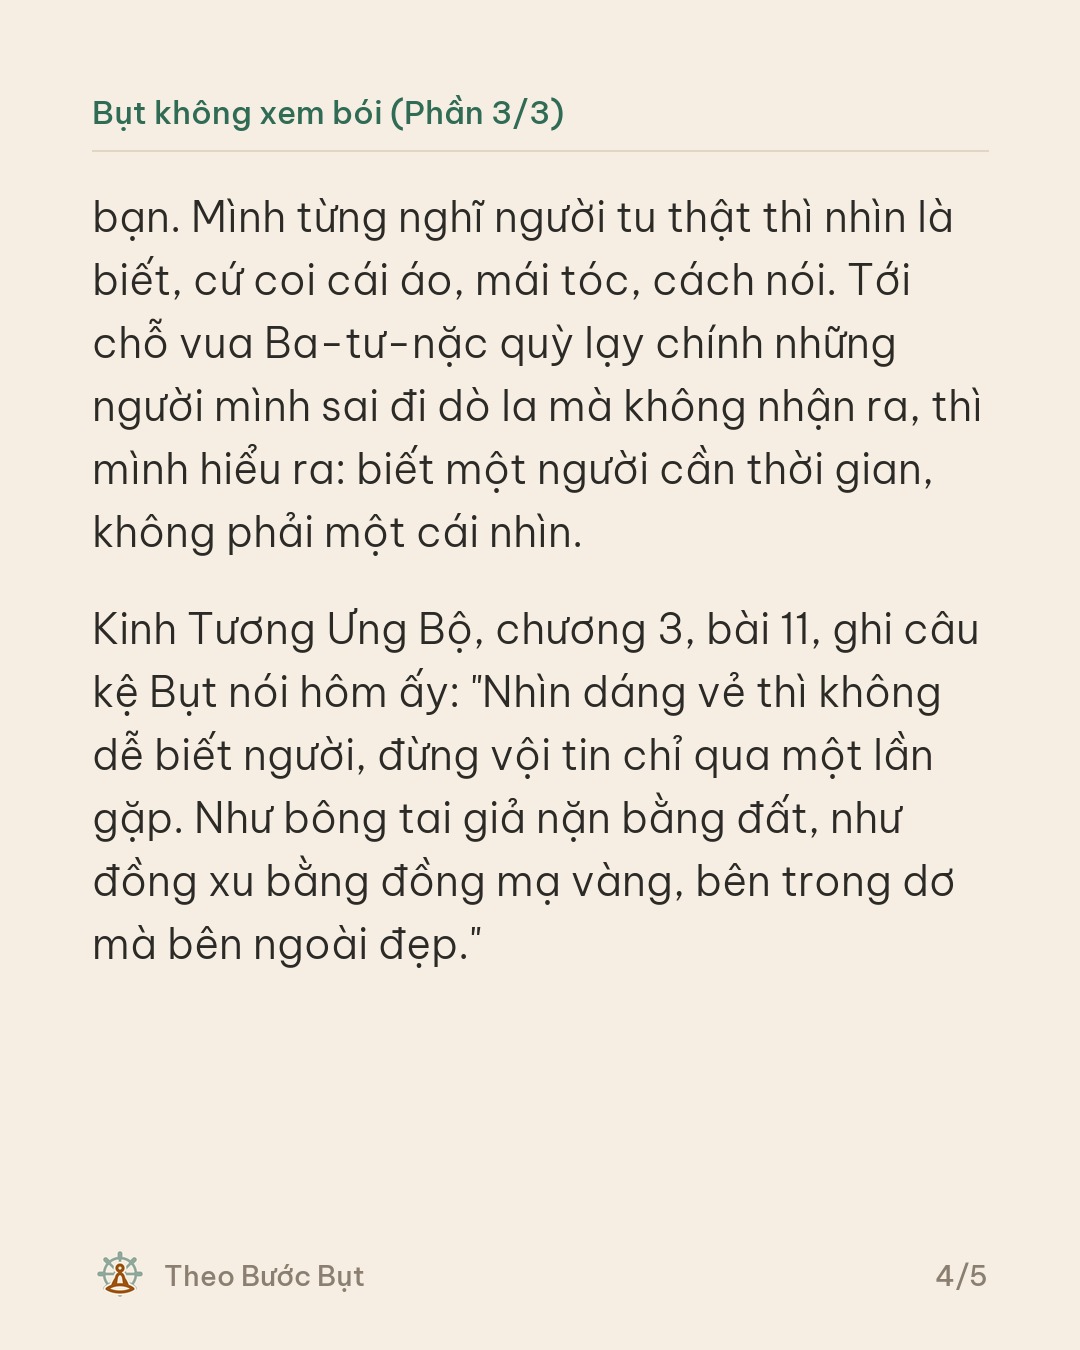 Bụt không xem bói (Phần 3/3)
bạn. Mình từng nghĩ người tu thật thì nhìn là
biết, cứ coi cái áo, mái tóc, cách nói. Tới
chỗ vua Ba-tư-nặc quỳ lạy chính những
người mình sai đi dò la mà không nhận ra, thì
mình hiểu ra: biết một người cần thời gian,
không phải một cái nhìn.
Kinh Tương Ưng Bộ, chương 3, bài 11, ghi câu
kệ Bụt nói hôm ấy: "Nhìn dáng vẻ thì không
dễ biết người, đừng vội tin chỉ qua một lần
gặp. Như bông tai giả nặn bằng đất, như
đồng xu bằng đồng mạ vàng, bên trong dơ
mà bên ngoài đẹp."
Theo Bước Bụt
4/5